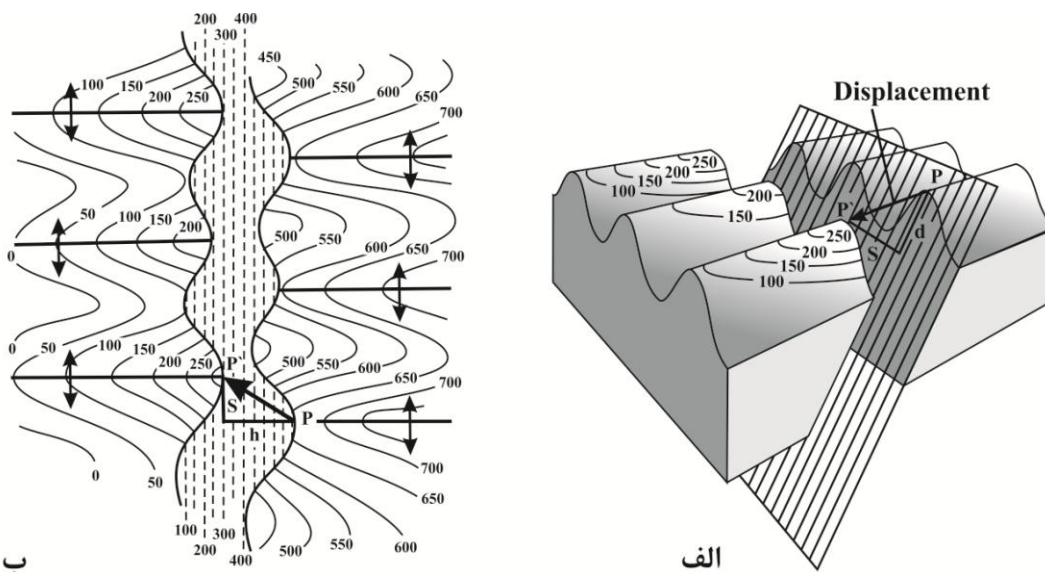 200 400
300
450
100 150 200 250
500 550 600 650 700
50 100 150 200
0
500 550 600 650 700
0 50 100 150 200 250
P`
500 550 600 650 700
S
h
P
700
0 50
650
100 200 300 400
500 550 600
ب
Displacement
250
200
150
100
200
150
P
P`
d
S
250
200
150
100
الف